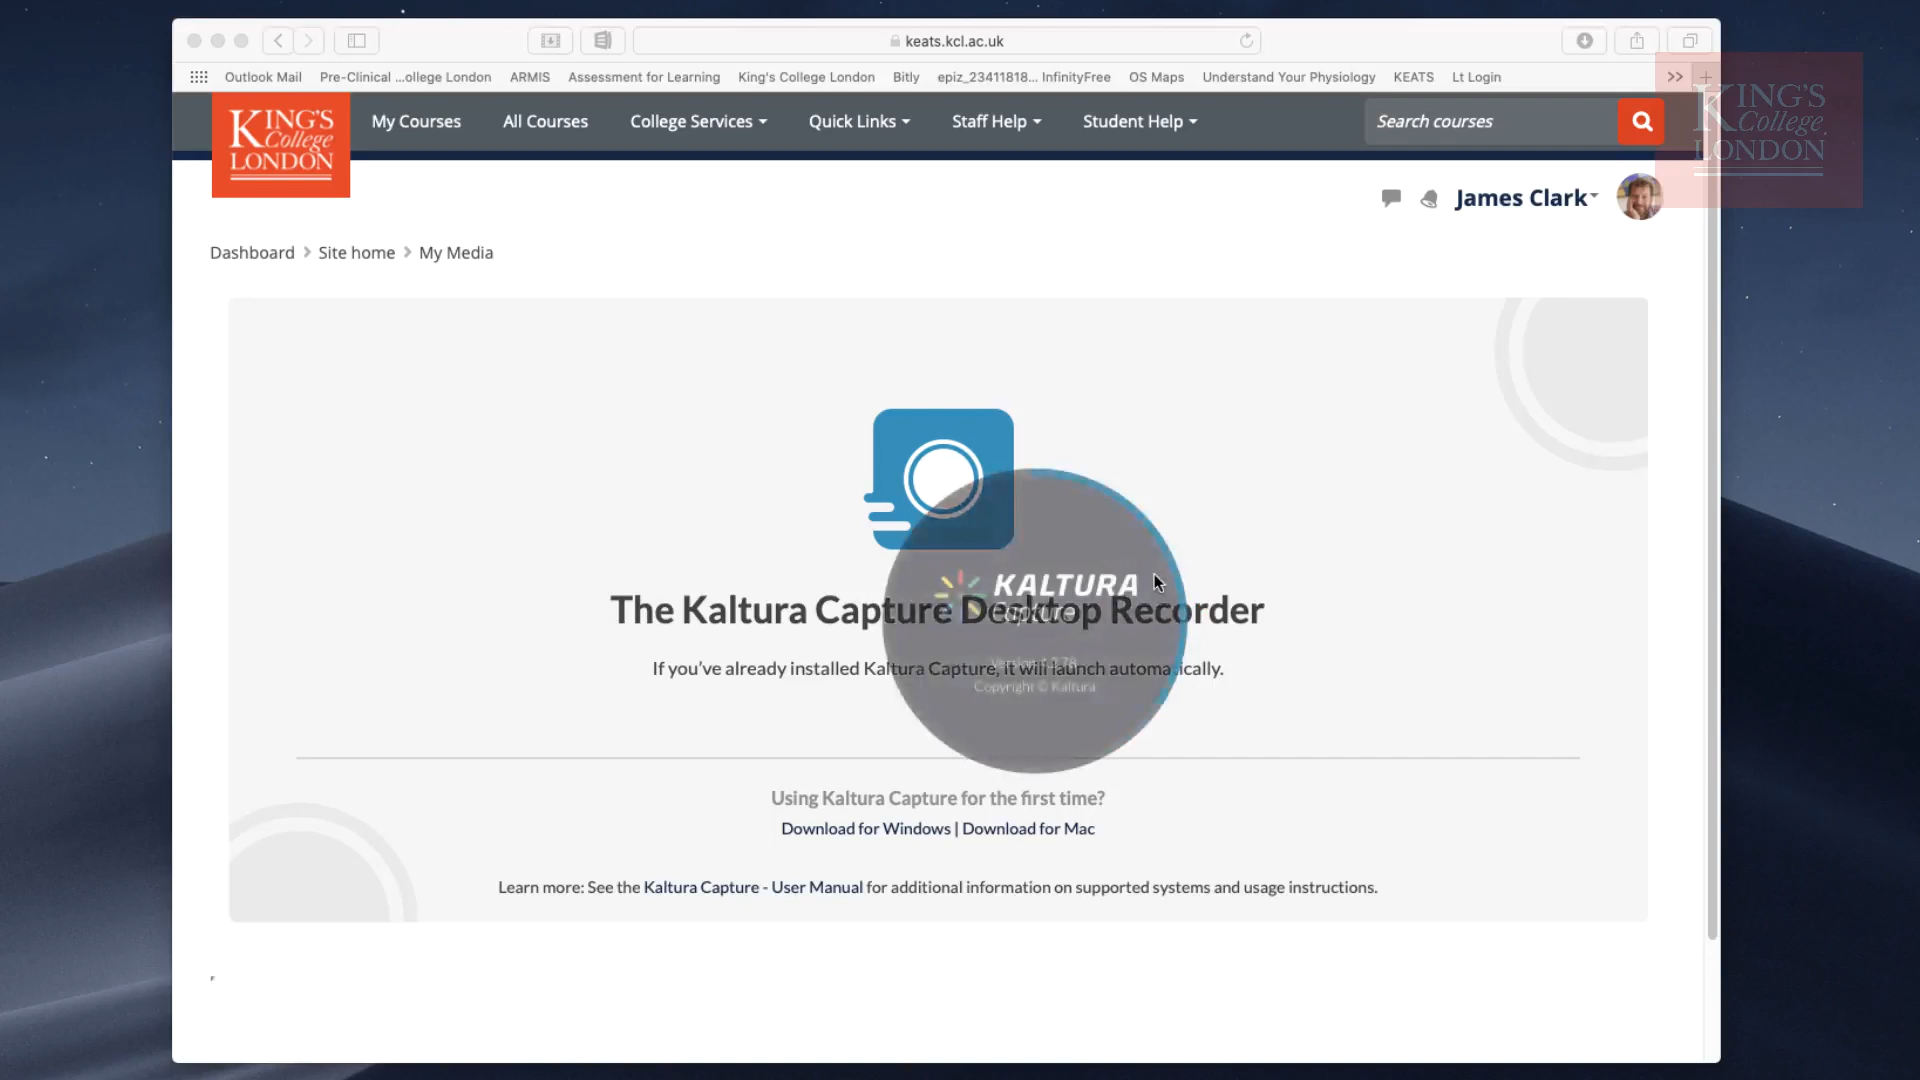 keats.kcl.ac.uk
Outlook Mail Pre-Clinical ...ollege London ARMIS Assessment for Learning King's College London Bitly epiz_23411818... InfinityFree OS Maps Understand Your Physiology KEATS Lt Login
KING'S
College
LONDON
My Courses All Courses College Services Quick Links Staff Help Student Help Search courses
KING'S
College
LONDON
James Clark
Dashboard Site home My Media
KALTURA
Capture
The Kaltura Capture Desktop Recorder
If you've already installed Kaltura Capture, it will launch automatically.
Version
Copyright © Kaltura
Using Kaltura Capture for the first time?
Download for Windows | Download for Mac
Learn more: See the Kaltura Capture - User Manual for additional information on supported systems and usage instructions.